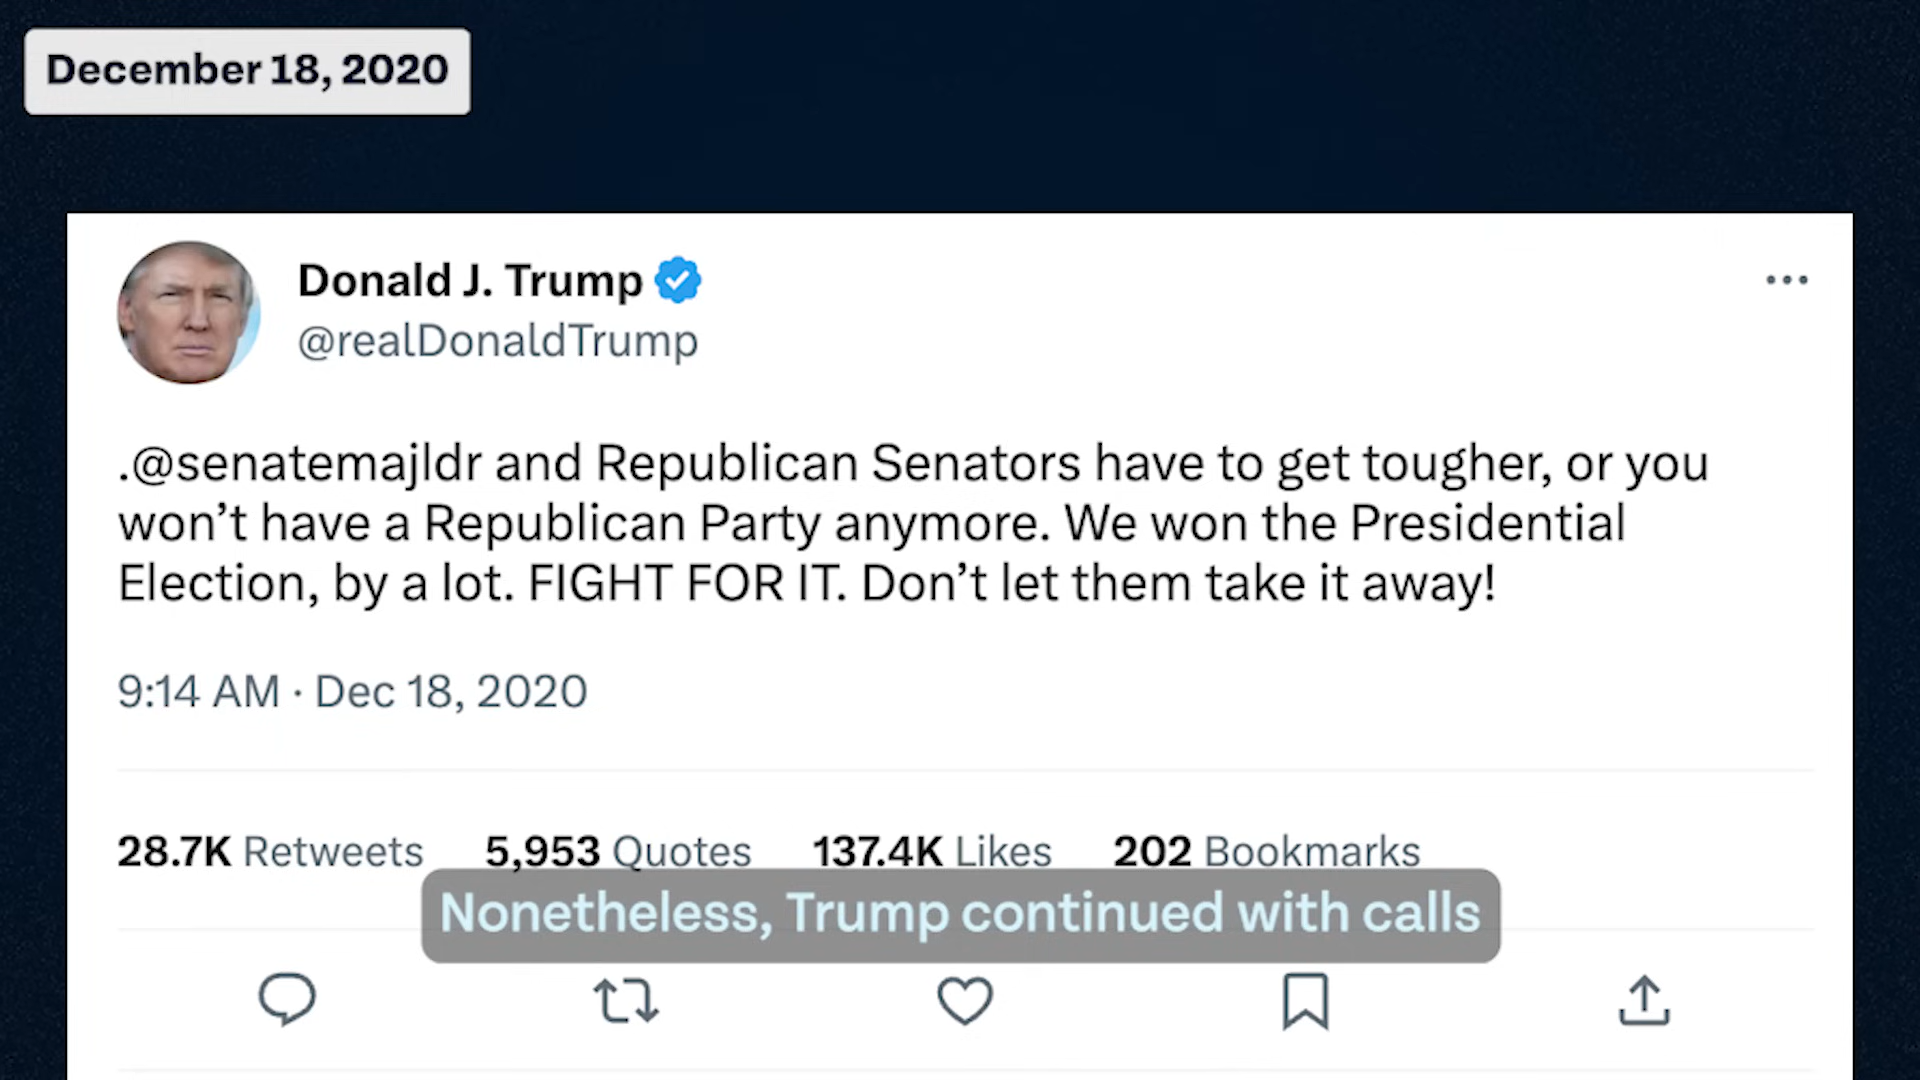 December 18, 2020
Donald J. Trump
@realDonaldTrump
.@senatemajldr and Republican Senators have to get tougher, or you
won’t have a Republican Party anymore. We won the Presidential
Election, by a lot. FIGHT FOR IT. Don’t let them take it away!
9:14 AM · Dec 18, 2020
28.7K Retweets 5,953 Quotes 137.4K Likes 202 Bookmarks
Nonetheless, Trump continued with calls